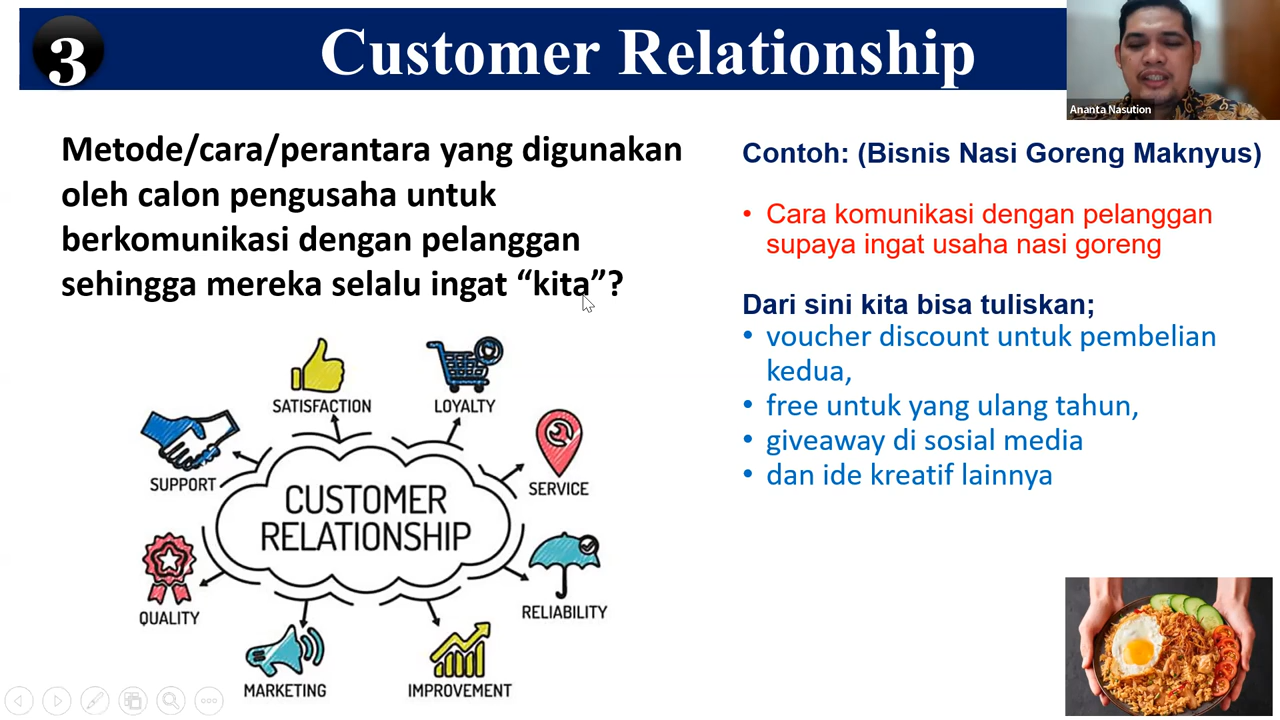 3
Customer Relationship
Ananta Nasution
Metode/cara/perantara yang digunakan
oleh calon pengusaha untuk
berkomunikasi dengan pelanggan
sehingga mereka selalu ingat “kita”?
Contoh: (Bisnis Nasi Goreng Maknyus)
• Cara komunikasi dengan pelanggan
supaya ingat usaha nasi goreng
Dari sini kita bisa tuliskan;
• voucher discount untuk pembelian
kedua,
• free untuk yang ulang tahun,
• giveaway di sosial media
• dan ide kreatif lainnya
SATISFACTION
LOYALTY
SUPPORT
SERVICE
CUSTOMER
RELATIONSHIP
QUALITY
RELIABILITY
MARKETING
IMPROVEMENT